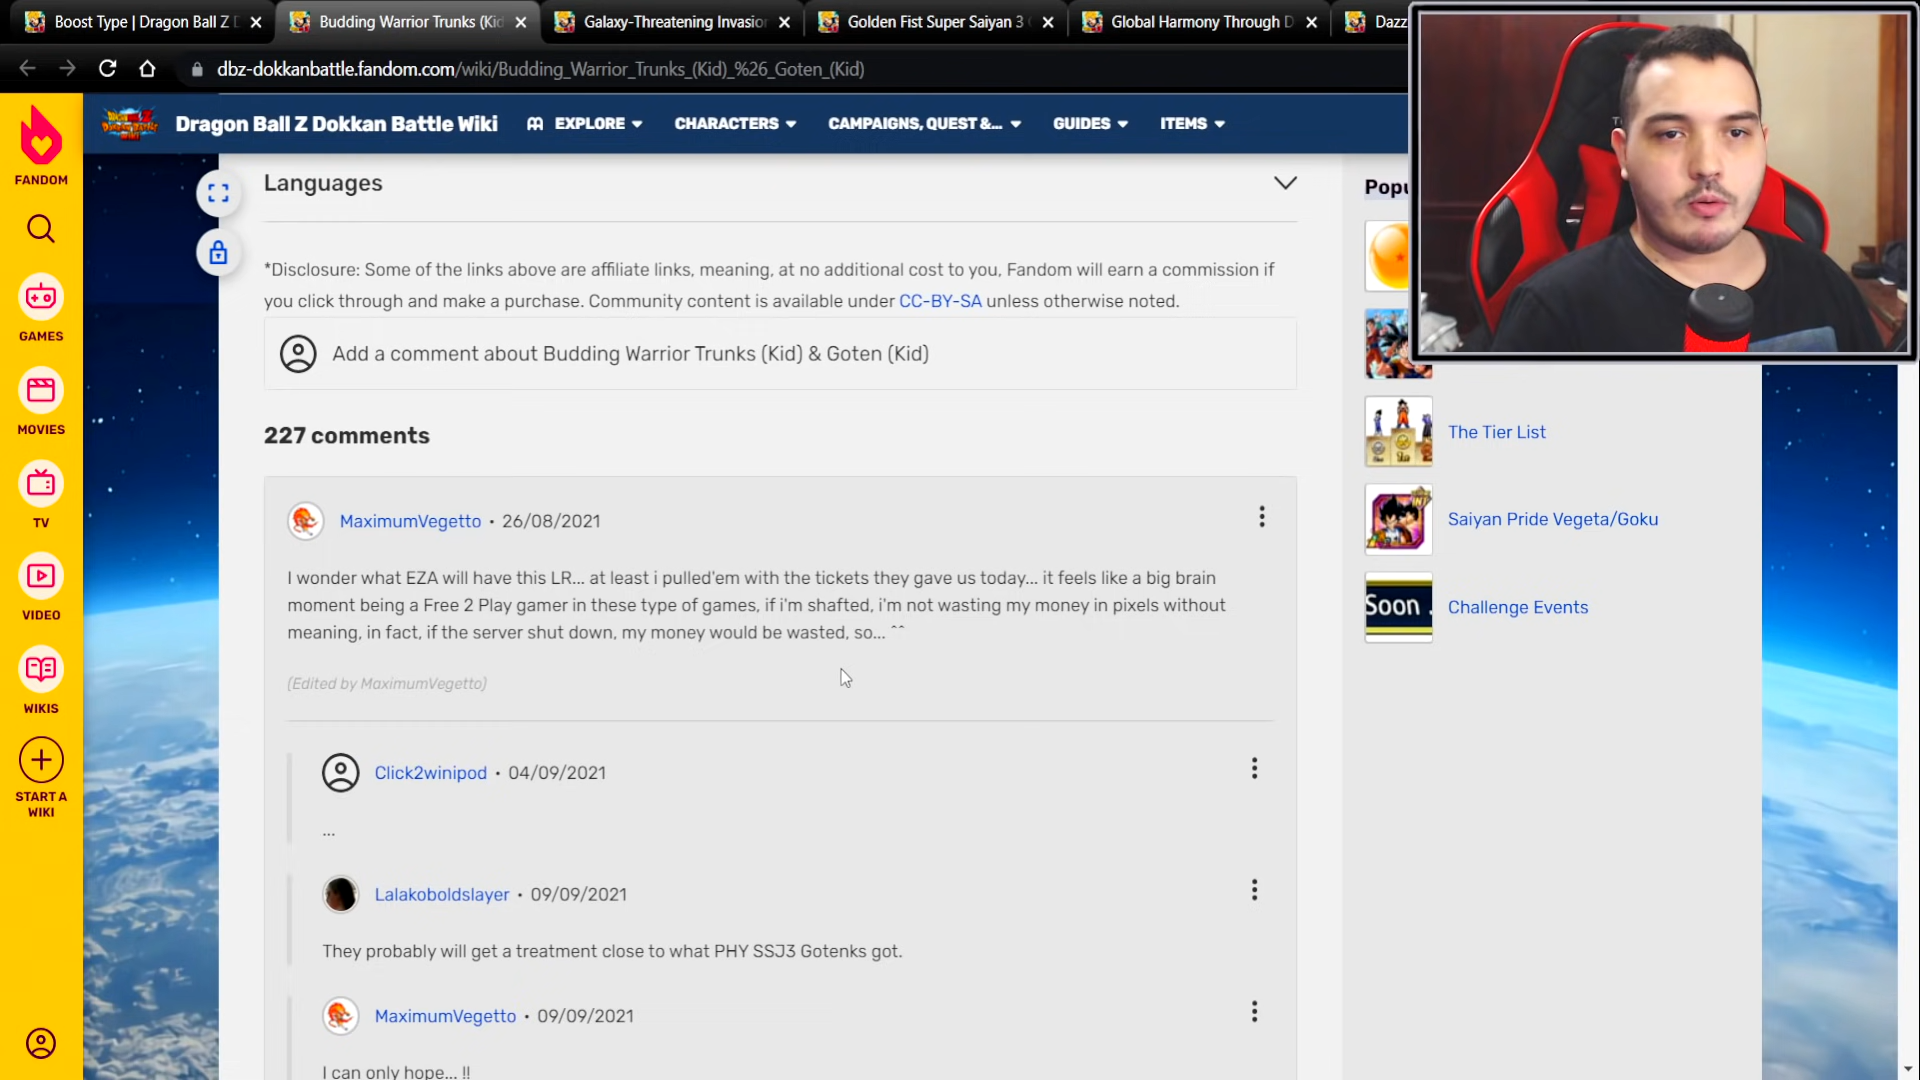 Boost Type | Dragon Ball Z D
Budding Warrior Trunks (Kid
Galaxy-Threatening Invasion
Golden Fist Super Saiyan 3
Global Harmony Through D
Dazz
dbz-dokkanbattle.fandom.com/wiki/Budding_Warrior_Trunks_(Kid)_%26_Goten_(Kid)
FANDOM
GAMES
MOVIES
TV
VIDEO
WIKIS
START A
WIKI
Dragon Ball Z Dokkan Battle Wiki
EXPLORE
CHARACTERS
CAMPAIGNS, QUEST &...
GUIDES
ITEMS
Languages
*Disclosure: Some of the links above are affiliate links, meaning, at no additional cost to you, Fandom will earn a commission if
you click through and make a purchase. Community content is available under CC-BY-SA unless otherwise noted.
Add a comment about Budding Warrior Trunks (Kid) & Goten (Kid)
227 comments
MaximumVegetto • 26/08/2021
I wonder what EZA will have this LR... at least i pulled'em with the tickets they gave us today... it feels like a big brain
moment being a Free 2 Play gamer in these type of games, if i'm shafted, i'm not wasting my money in pixels without
meaning, in fact, if the server shut down, my money would be wasted, so... ^^
(Edited by MaximumVegetto)
Click2winipod • 04/09/2021
...
Lalakoboldslayer • 09/09/2021
They probably will get a treatment close to what PHY SSJ3 Gotenks got.
MaximumVegetto • 09/09/2021
I can only hope... !!
Popu
The Tier List
Saiyan Pride Vegeta/Goku
Soon .
Challenge Events